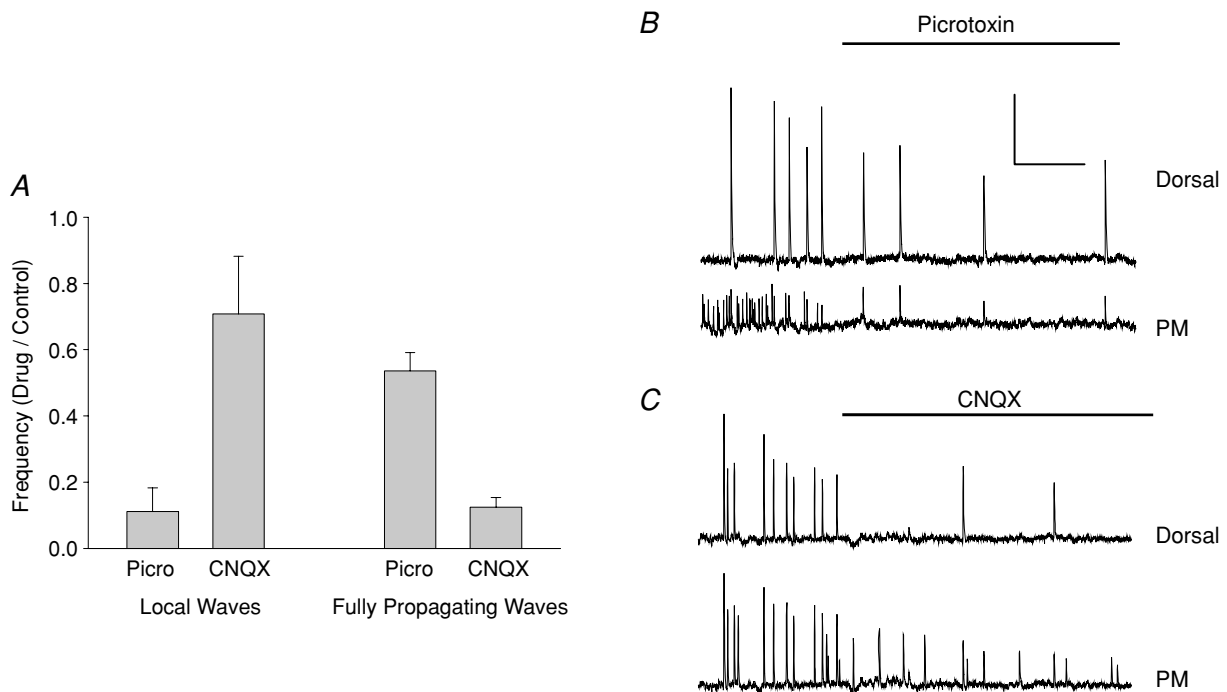 A
Frequency (Drug / Control)
1.0
0.8
0.6
0.4
0.2
0.0
Picro CNQX Picro CNQX
Local Waves Fully Propagating Waves
B
Picrotoxin
Dorsal
PM
C
CNQX
Dorsal
PM